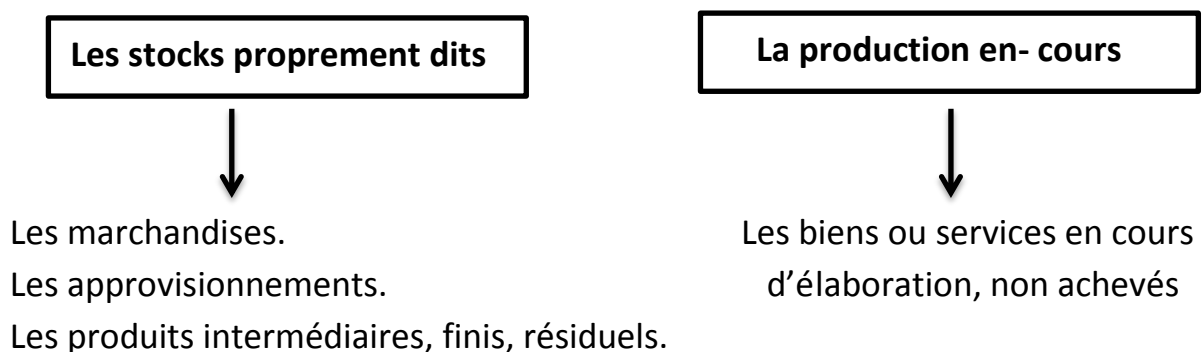 Les stocks proprement dits
La production en- cours
Les marchandises.
Les approvisionnements.
Les produits intermédiaires, finis, résiduels.
Les biens ou services en cours
d’élaboration, non achevés